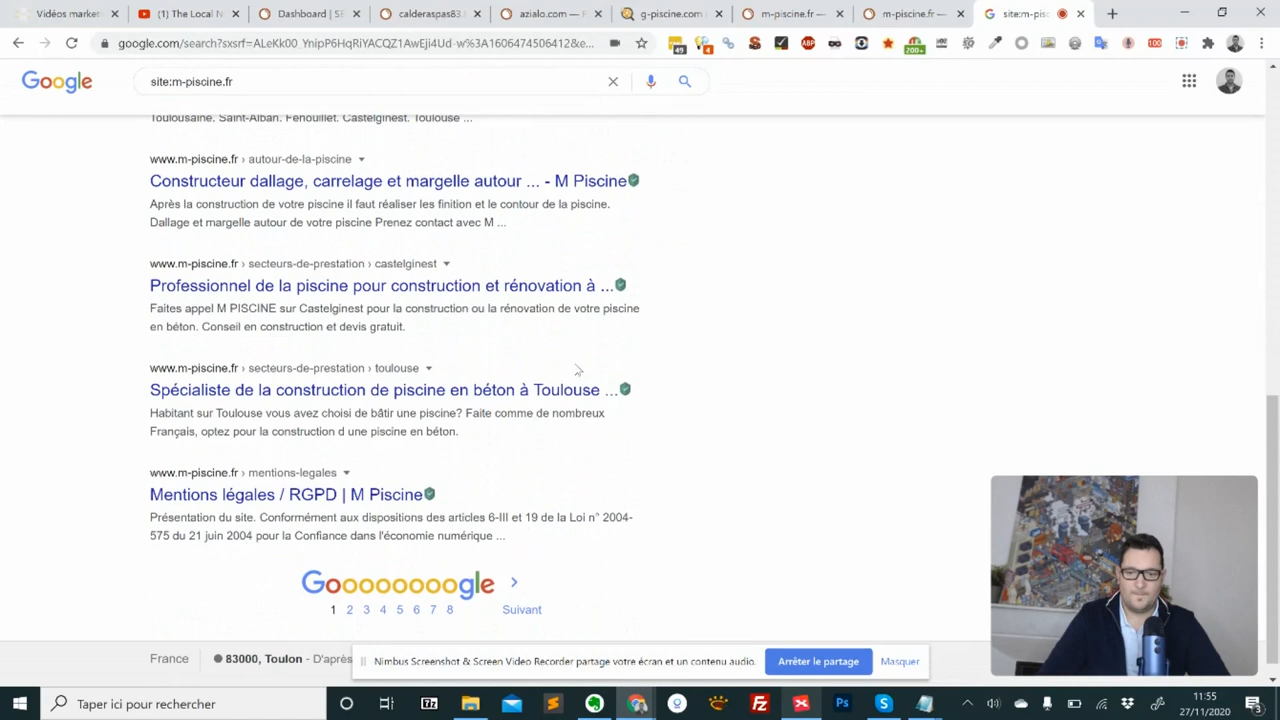 Vidéos market
(1) The Local N
Dashboard | SE
calderaspas83.
azialo.com — F
g-piscine.com
m-piscine.fr —
m-piscine.fr —
site:m-pisc
google.com/search?sxsrf=ALeKk00_YnipP6HqRiYACQZ1AwEji4Ud-w%3A1606474506412&e...
49
4
ABP
200+
100
Google
site:m-piscine.fr
Toulousaine. Saint-Alban. Fenouillet. Castelginest. Toulouse ...
www.m-piscine.fr › autour-de-la-piscine
Constructeur dallage, carrelage et margelle autour ... - M Piscine
Après la construction de votre piscine il faut réaliser les finition et le contour de la piscine.
Dallage et margelle autour de votre piscine Prenez contact avec M ...
www.m-piscine.fr › secteurs-de-prestation › castelginest
Professionnel de la piscine pour construction et rénovation à ...
Faites appel M PISCINE sur Castelginest pour la construction ou la rénovation de votre piscine
en béton. Conseil en construction et devis gratuit.
www.m-piscine.fr › secteurs-de-prestation › toulouse
Spécialiste de la construction de piscine en béton à Toulouse ...
Habitant sur Toulouse vous avez choisi de bâtir une piscine? Faite comme de nombreux
Français, optez pour la construction d une piscine en béton.
www.m-piscine.fr › mentions-legales
Mentions légales / RGPD | M Piscine
Présentation du site. Conformément aux dispositions des articles 6-III et 19 de la Loi n° 2004-
575 du 21 juin 2004 pour la Confiance dans l'économie numérique ...
Goooooooogle
1 2 3 4 5 6 7 8 Suivant
France 83000, Toulon - D'après
Nimbus Screenshot & Screen Video Recorder partage votre écran et un contenu audio.
Arrêter le partage
Masquer
Taper ici pour rechercher
Ps
11:55
27/11/2020
3